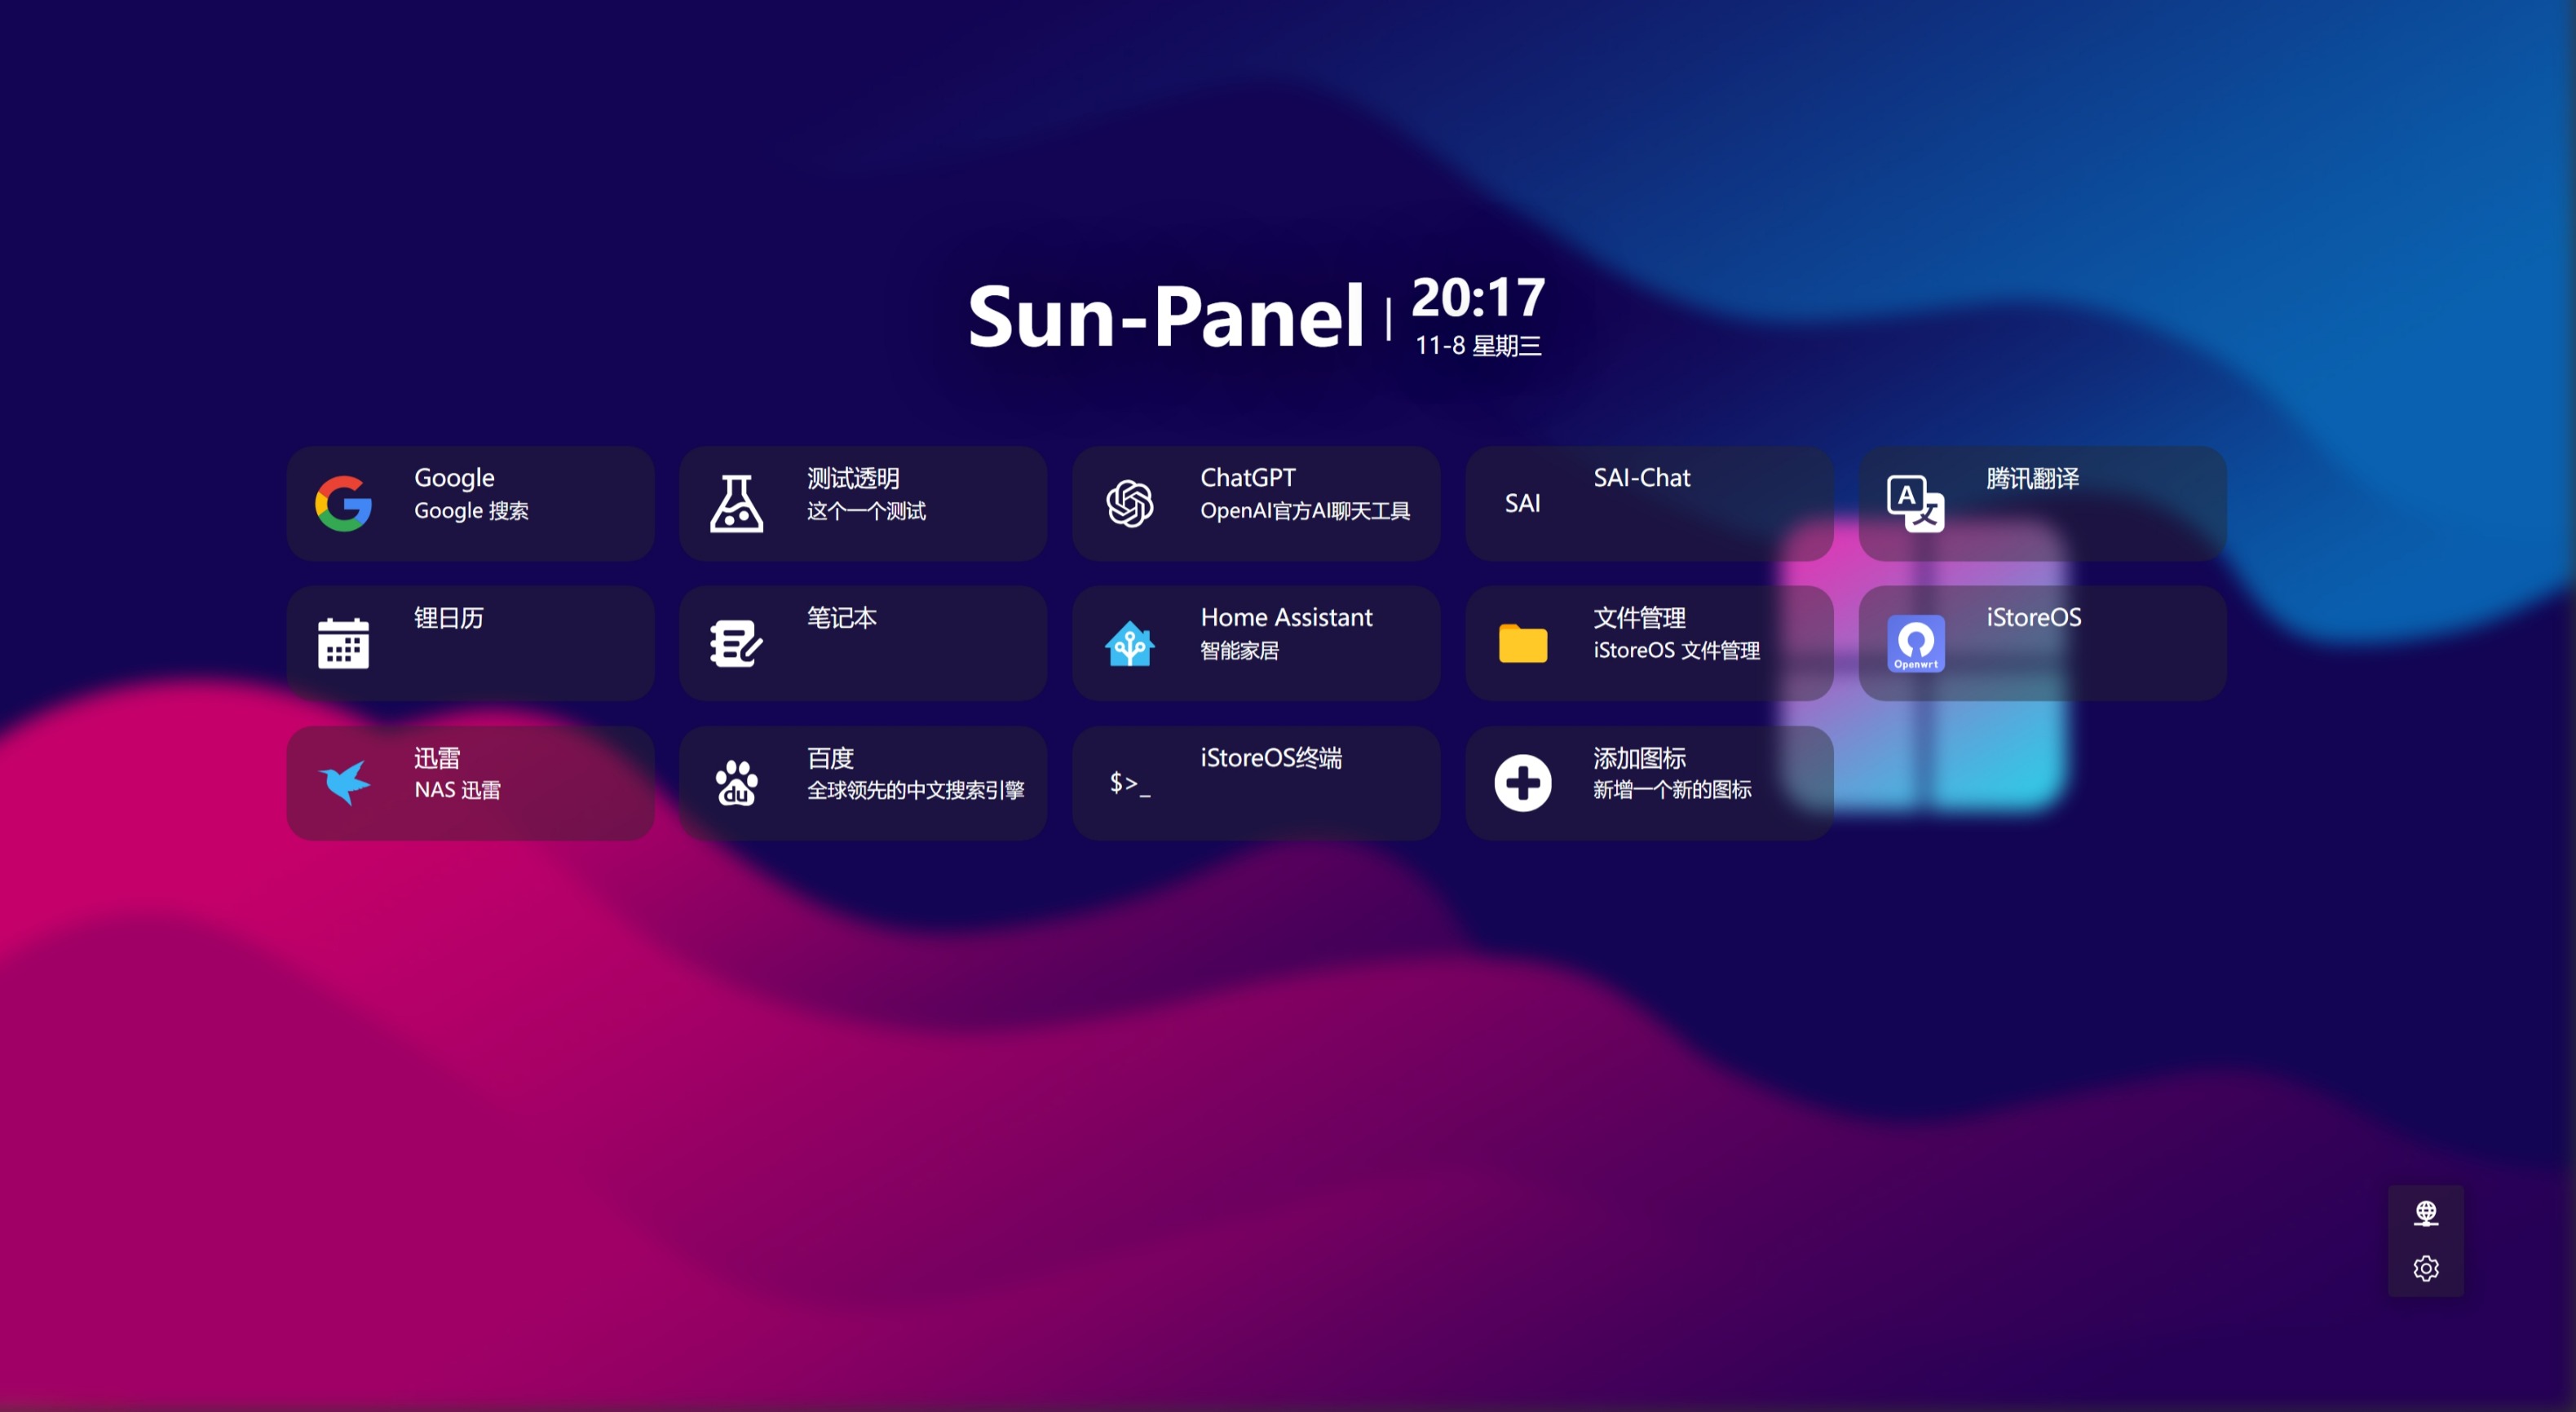 Sun-Panel
20:17
11-8 星期三
Google
Google 搜索
测试透明
这个一个测试
ChatGPT
OpenAI官方AI聊天工具
SAI
SAI-Chat
A
文
腾讯翻译
锂日历
笔记本
Home Assistant
智能家居
文件管理
iStoreOS 文件管理
Openwrt
iStoreOS
迅雷
NAS 迅雷
du
百度
全球领先的中文搜索引擎
$>_
iStoreOS终端
添加图标
新增一个新的图标